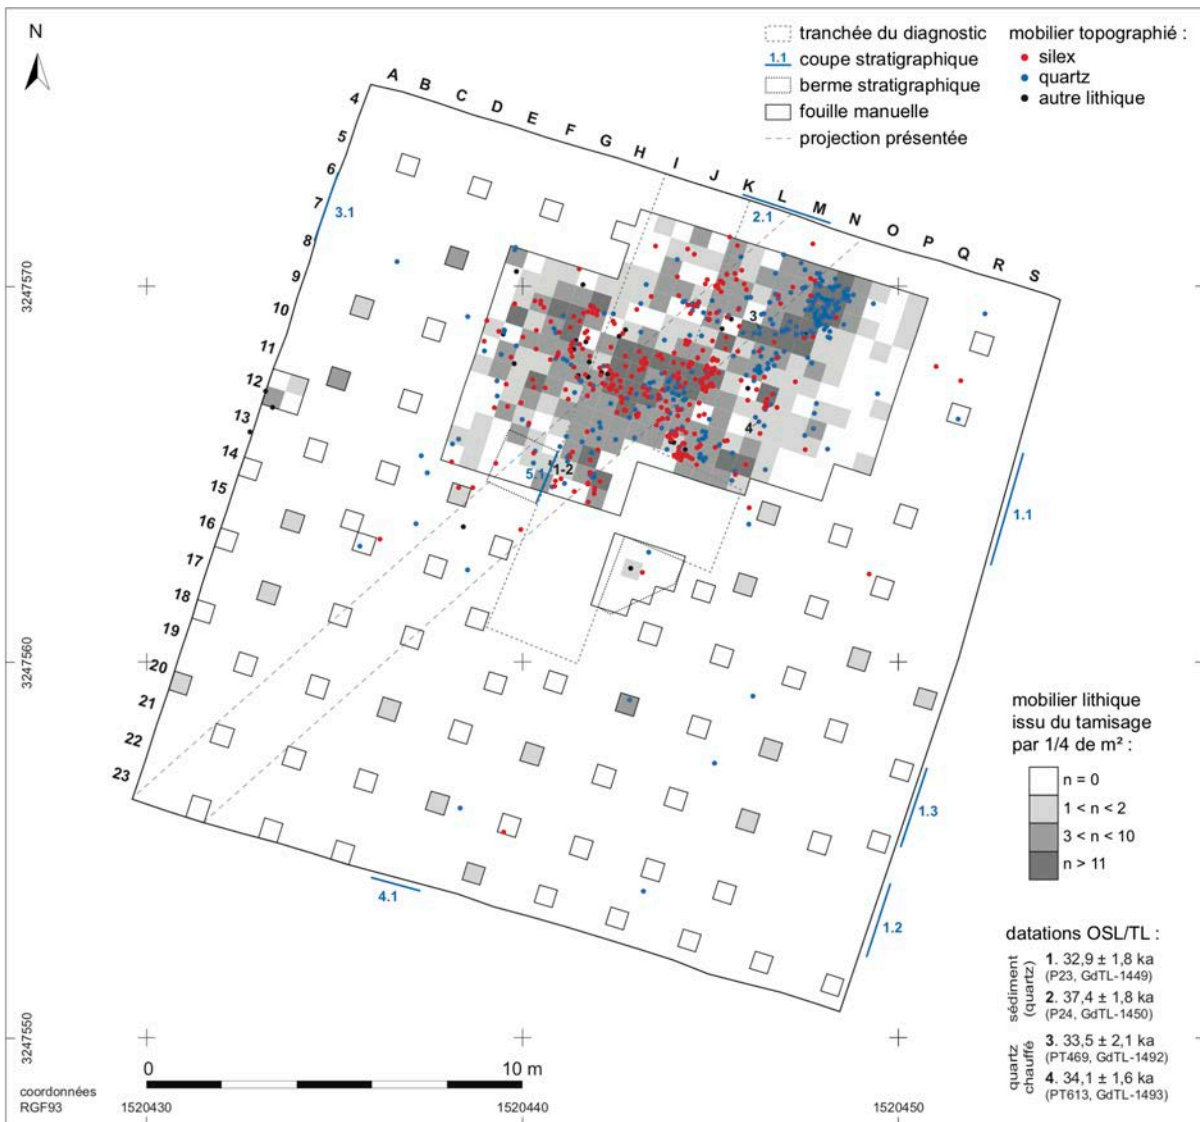 N
tranchée du diagnostic
1.1 coupe stratigraphique
berme stratigraphique
fouille manuelle
projection présentée
mobilier topographié :
silex
quartz
autre lithique
A B C D E F G H I J K L M N O P Q R S
4
5
6
7
8
9
10
11
12
13
14
15
16
17
18
19
20
21
22
23
3.1
2.1
3
4
5.1
1-2
1.1
1.3
1.2
4.1
3247570
3247560
3247550
mobilier lithique
issu du tamisage
par 1/4 de m² :
n = 0
1 < n < 2
3 < n < 10
n > 11
datations OSL/TL :
sédiment
(quartz)
1. 32,9 ± 1,8 ka
(P23, GdTL-1449)
2. 37,4 ± 1,8 ka
(P24, GdTL-1450)
quartz
chauffé
3. 33,5 ± 2,1 ka
(PT469, GdTL-1492)
4. 34,1 ± 1,6 ka
(PT613, GdTL-1493)
0 10 m
coordonnées
RGF93
1520430 1520440 1520450